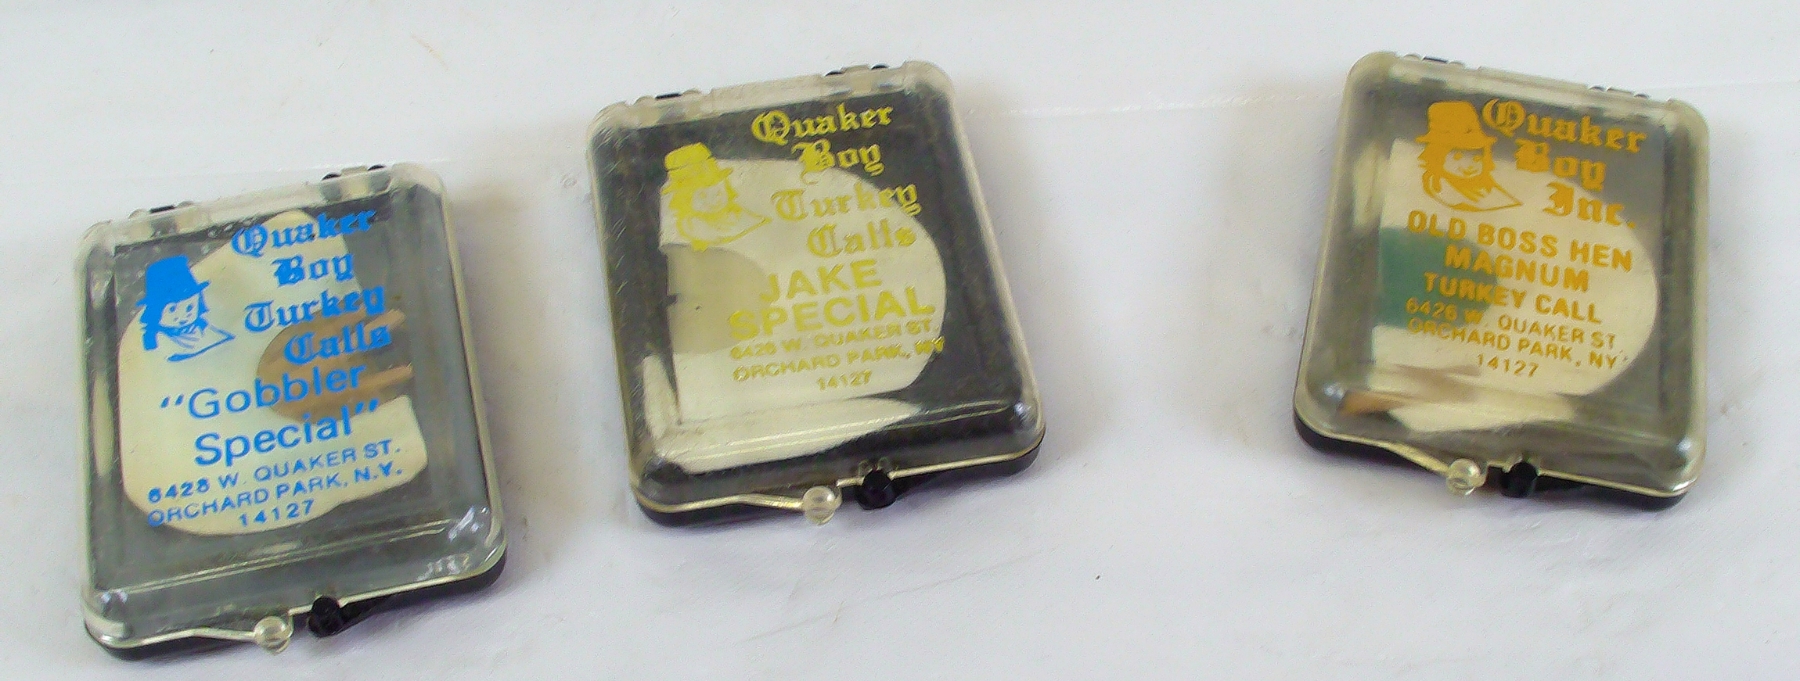 Quaker
Boy
Turkey
Calls
"Gobbler
Special"
6428 W. QUAKER ST.
ORCHARD PARK, N.Y.
14127
Quaker
Boy
Turkey
Calls
JAKE
SPECIAL
6426 W. QUAKER ST.
ORCHARD PARK, NY
14127
Quaker
Boy
Inc.
OLD BOSS HEN
MAGNUM
TURKEY CALL
6426 W. QUAKER ST
ORCHARD PARK, NY
14127